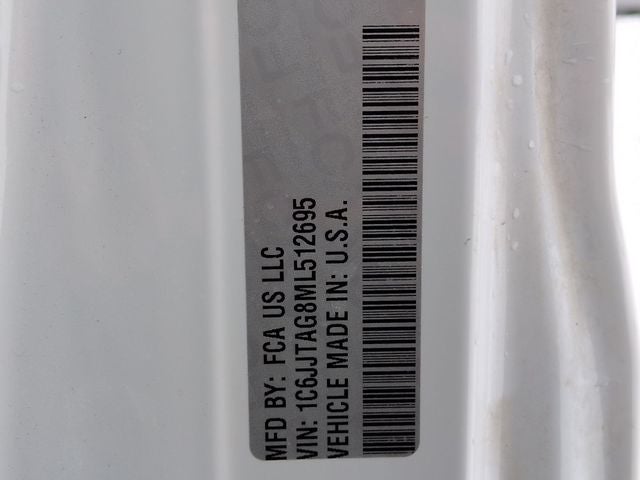 MFD BY: FCA US LLC
VIN: 1C6JJTAG8ML512695
VEHICLE MADE IN: U.S.A.